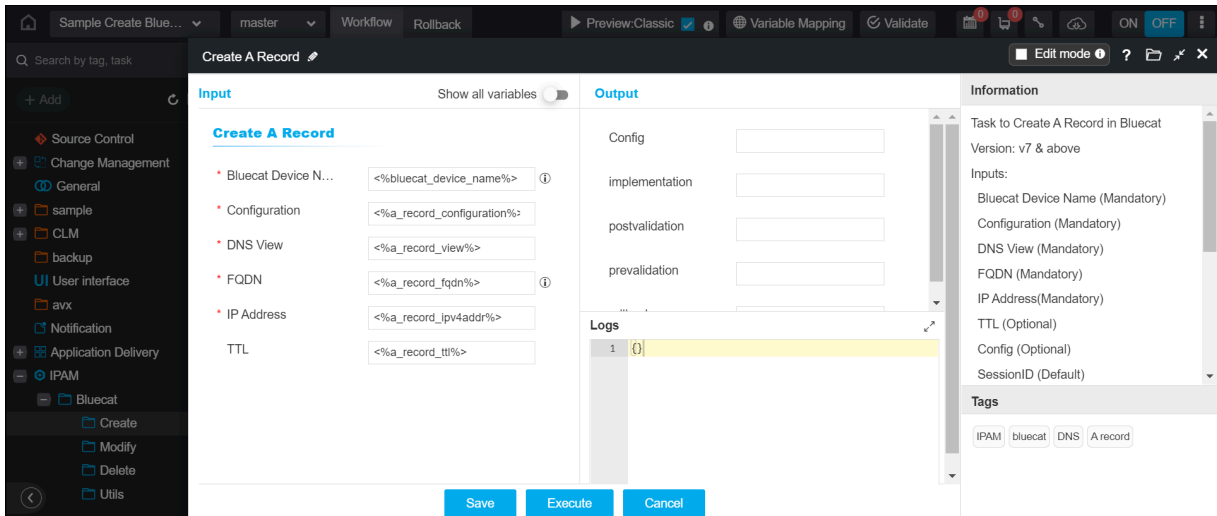 Sample Create Blue... master Workflow Rollback Preview:Classic Variable Mapping Validate 0 0 ON OFF
Search by tag, task
+ Add
Source Control
Change Management
General
sample
CLM
backup
UI User interface
avx
Notification
Application Delivery
IPAM
Bluecat
Create
Modify
Delete
Utils
Create A Record
Edit mode ?
Input Show all variables
Create A Record
* Bluecat Device N... <%bluecat_device_name%>
* Configuration <%a_record_configuration%>
* DNS View <%a_record_view%>
* FQDN <%a_record_fqdn%>
* IP Address <%a_record_ipv4addr%>
TTL <%a_record_ttl%>
Output
Config
implementation
postvalidation
prevalidation
Logs
1 {}
Save Execute Cancel
Information
Task to Create A Record in Bluecat
Version: v7 & above
Inputs:
Bluecat Device Name (Mandatory)
Configuration (Mandatory)
DNS View (Mandatory)
FQDN (Mandatory)
IP Address(Mandatory)
TTL (Optional)
Config (Optional)
SessionID (Default)
Tags
IPAM bluecat DNS A record